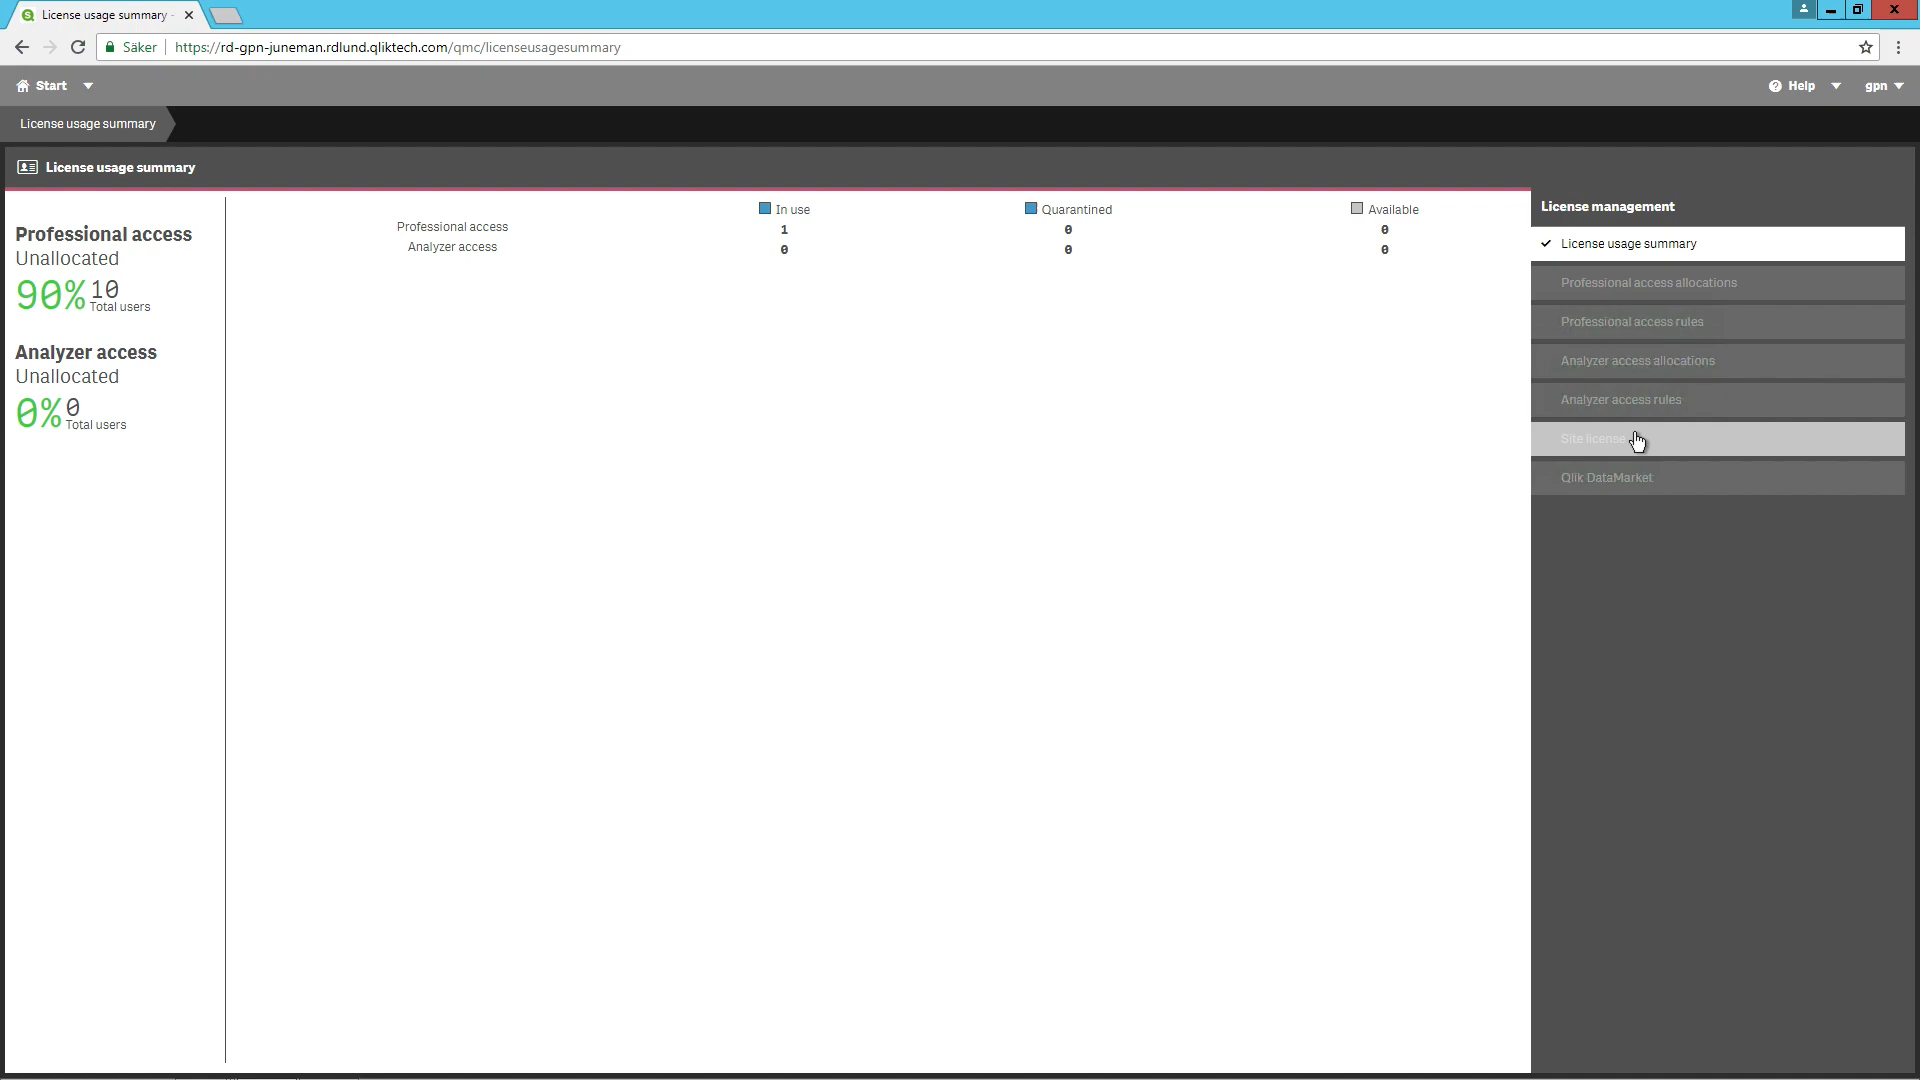 License usage summary -
Säker
https://rd-gpn-juneman.rdlund.qliktech.com/qmc/licenseusagesummary
Start
Help
gpn
License usage summary
License usage summary
Professional access
Unallocated
90% 10
Total users
Analyzer access
Unallocated
0% 0
Total users
In use Quarantined Available
Professional access 1 0 0
Analyzer access 0 0 0
License management
License usage summary
Professional access allocations
Professional access rules
Analyzer access allocations
Analyzer access rules
Site license
Qlik DataMarket